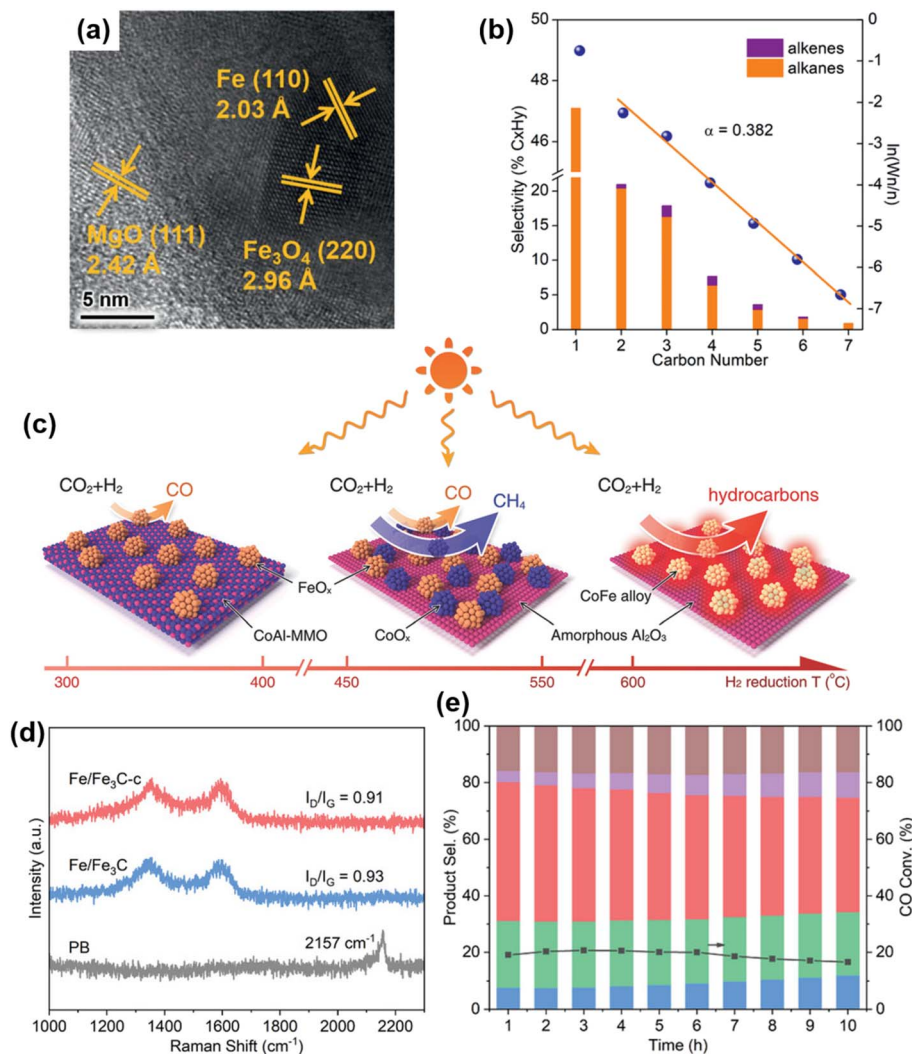 (a)
Fe (110)
2.03 Å
MgO (111)
2.42 Å
Fe₃O₄ (220)
2.96 Å
5 nm
(b)
50
48
46
20
15
10
5
0
Selectivity (% CxHy)
alkenes
alkanes
α = 0.382
0
-1
-2
-3
-4
-5
-6
-7
ln(Wn/n)
1 2 3 4 5 6 7
Carbon Number
(c)
CO₂+H₂
CO
CO₂+H₂
CO
CH₄
CO₂+H₂
hydrocarbons
FeOₓ
CoAl-MMO
CoOₓ
Amorphous Al₂O₃
CoFe alloy
300 400 450 550 600 H₂ reduction T (°C)
(d)
Intensity (a.u.)
Fe/Fe₃C-c
I_D/I_G = 0.91
Fe/Fe₃C
I_D/I_G = 0.93
PB
2157 cm⁻¹
1000 1200 1400 1600 1800 2000 2200
Raman Shift (cm⁻¹)
(e)
100
80
60
40
20
0
Product Sel. (%)
100
80
60
40
20
0
CO Conv. (%)
1 2 3 4 5 6 7 8 9 10
Time (h)